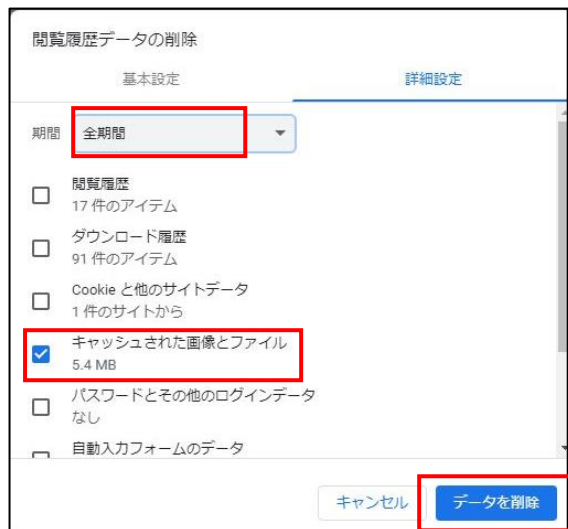 閲覧履歴データの削除
基本設定 詳細設定
期間 全期間
閲覧履歴
17 件のアイテム
ダウンロード履歴
91 件のアイテム
Cookie と他のサイトデータ
1 件のサイトから
キャッシュされた画像とファイル
5.4 MB
パスワードとその他のログインデータ
なし
自動入力フォームのデータ
キャンセル データを削除